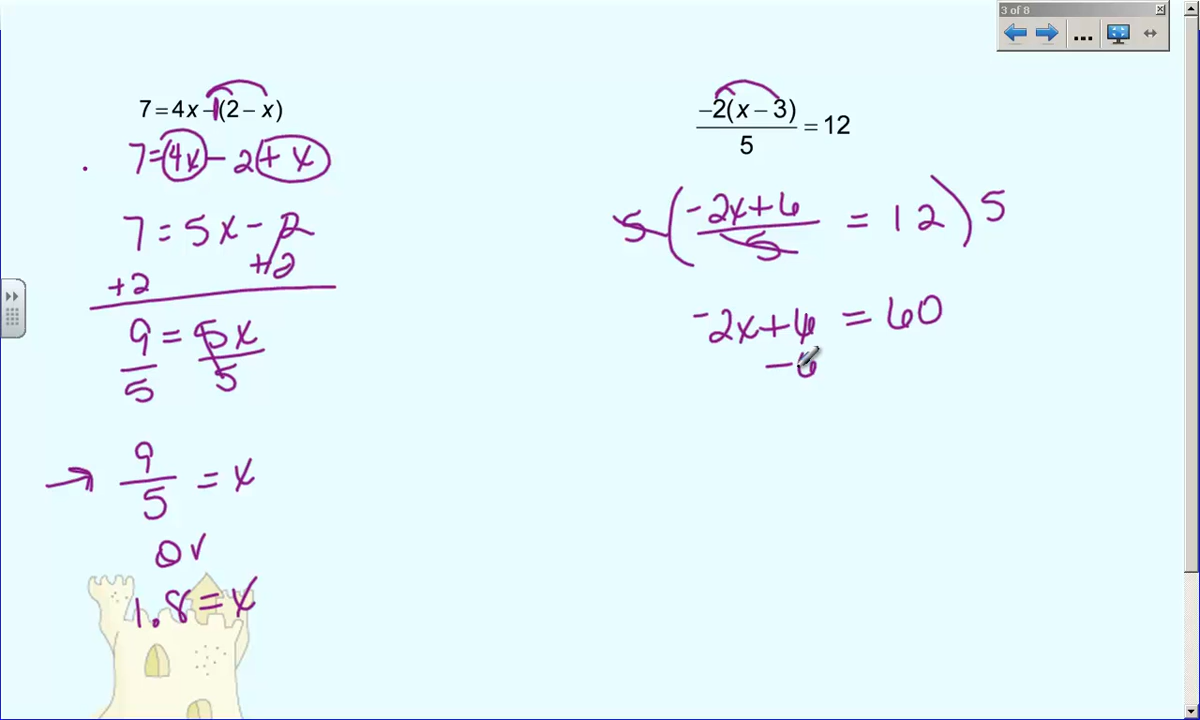 3 of 8
7 = 4x - 1(2 - x)
7 = 4x - 2 + x
7 = 5x - 2
+2 +2
9 = 5x
5 5
9
5 = x
or
1.8 = x
-2(x - 3)
5 = 12
5 ( -2x + 6 = 12 ) 5
5
-2x + 6 = 60
-6